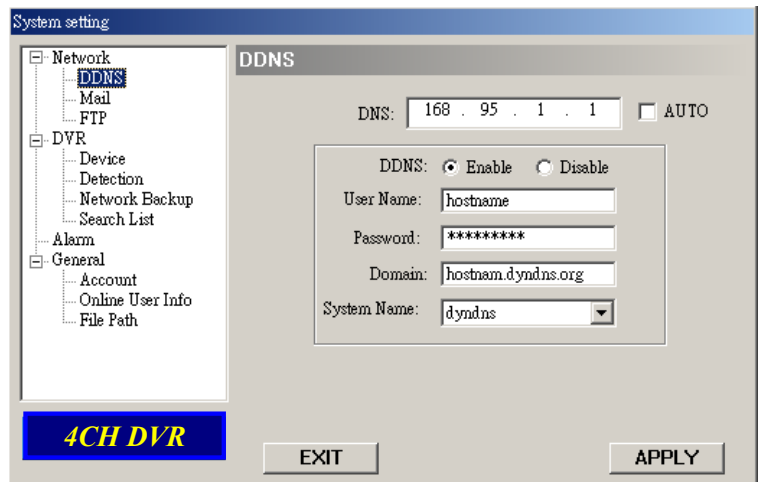 System setting
Network
DDNS
Mail
FTP
DVR
Device
Detection
Network Backup
Search List
Alarm
General
Account
Online User Info
File Path
4CH DVR
DDNS
DNS: 168 . 95 . 1 . 1 AUTO
DDNS: Enable Disable
User Name: hostname
Password: *********
Domain: hostnam.dyndns.org
System Name: dyndns
EXIT APPLY